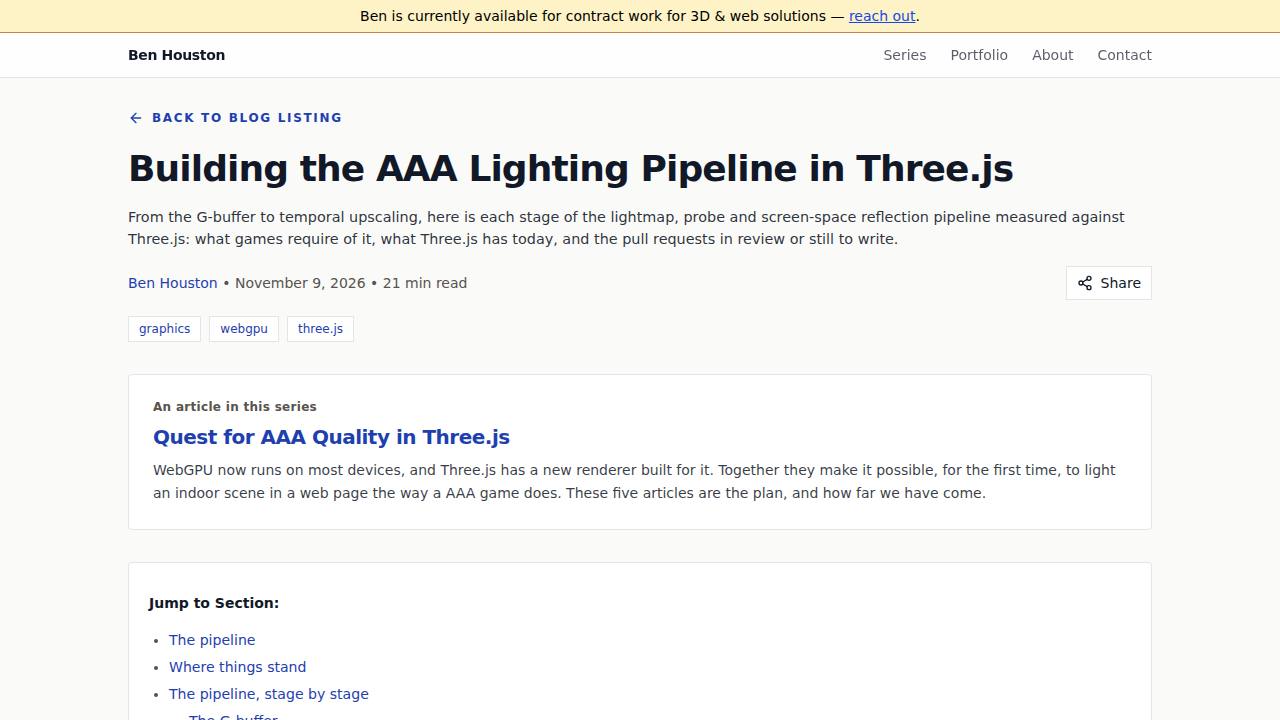 Ben is currently available for contract work for 3D & web solutions — reach out.
Ben Houston
Series Portfolio About Contact
BACK TO BLOG LISTING
Building the AAA Lighting Pipeline in Three.js
From the G-buffer to temporal upscaling, here is each stage of the lightmap, probe and screen-space reflection pipeline measured against
Three.js: what games require of it, what Three.js has today, and the pull requests in review or still to write.
Ben Houston • November 9, 2026 • 21 min read
Share
graphics webgpu three.js
An article in this series
Quest for AAA Quality in Three.js
WebGPU now runs on most devices, and Three.js has a new renderer built for it. Together they make it possible, for the first time, to light
an indoor scene in a web page the way a AAA game does. These five articles are the plan, and how far we have come.
Jump to Section:
• The pipeline
• Where things stand
• The pipeline, stage by stage
The G-buffer